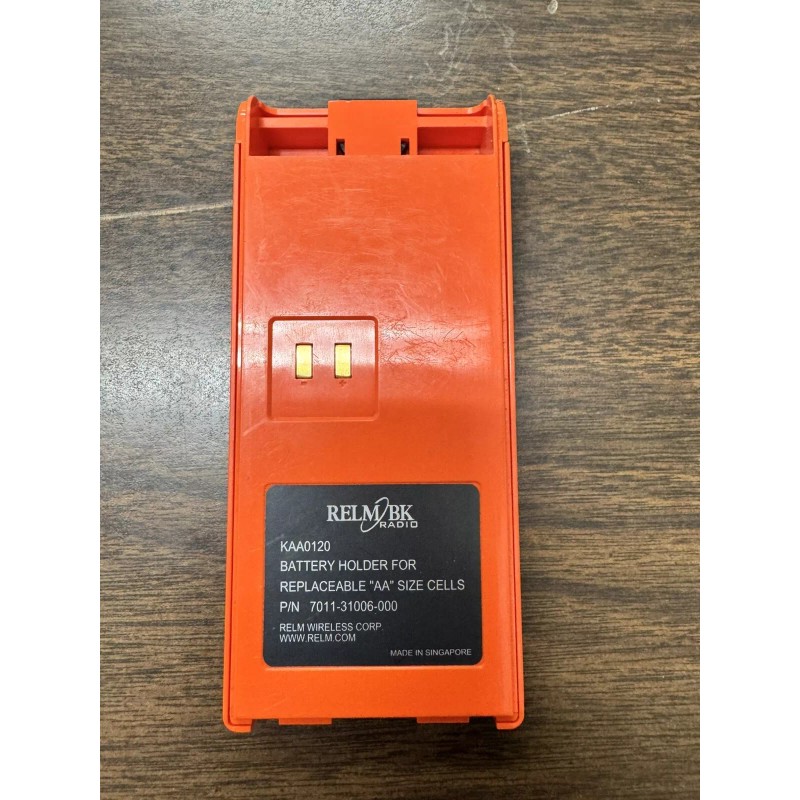 - +
RELM/BK
RADIO
KAA0120
BATTERY HOLDER FOR
REPLACEABLE "AA" SIZE CELLS
P/N 7011-31006-000
RELM WIRELESS CORP.
WWW.RELM.COM
MADE IN SINGAPORE